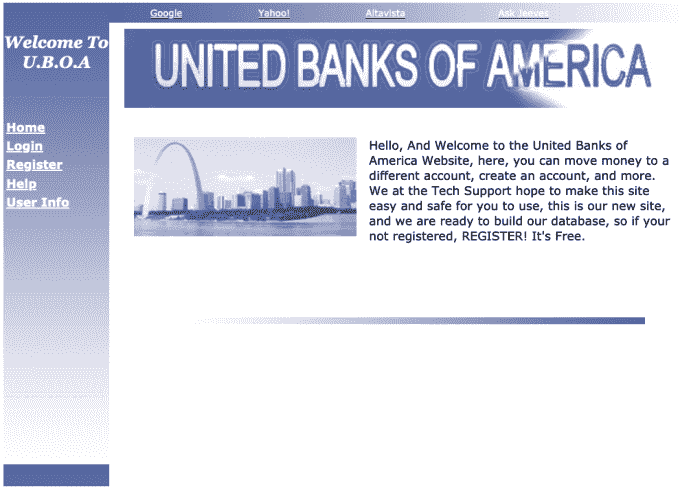 Google Yahoo! Altavista Ask Jeeves
Welcome To
U.B.O.A
UNITED BANKS OF AMERICA
Home
Login
Register
Help
User Info
Hello, And Welcome to the United Banks of
America Website, here, you can move money to a
different account, create an account, and more.
We at the Tech Support hope to make this site
easy and safe for you to use, this is our new site,
and we are ready to build our database, so if your
not registered, REGISTER! It's Free.